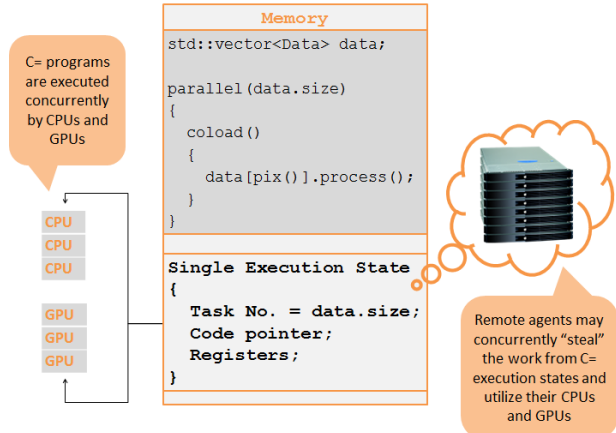 Memory
std::vector<Data> data;
parallel(data.size)
{
coload()
{
data[pix()].process();
}
}
Single Execution State
{
Task No. = data.size;
Code pointer;
Registers;
}
C= programs
are executed
concurrently
by CPUs and
GPUs
CPU
CPU
CPU
GPU
GPU
GPU
Remote agents may
concurrently “steal”
the work from C=
execution states and
utilize their CPUs
and GPUs